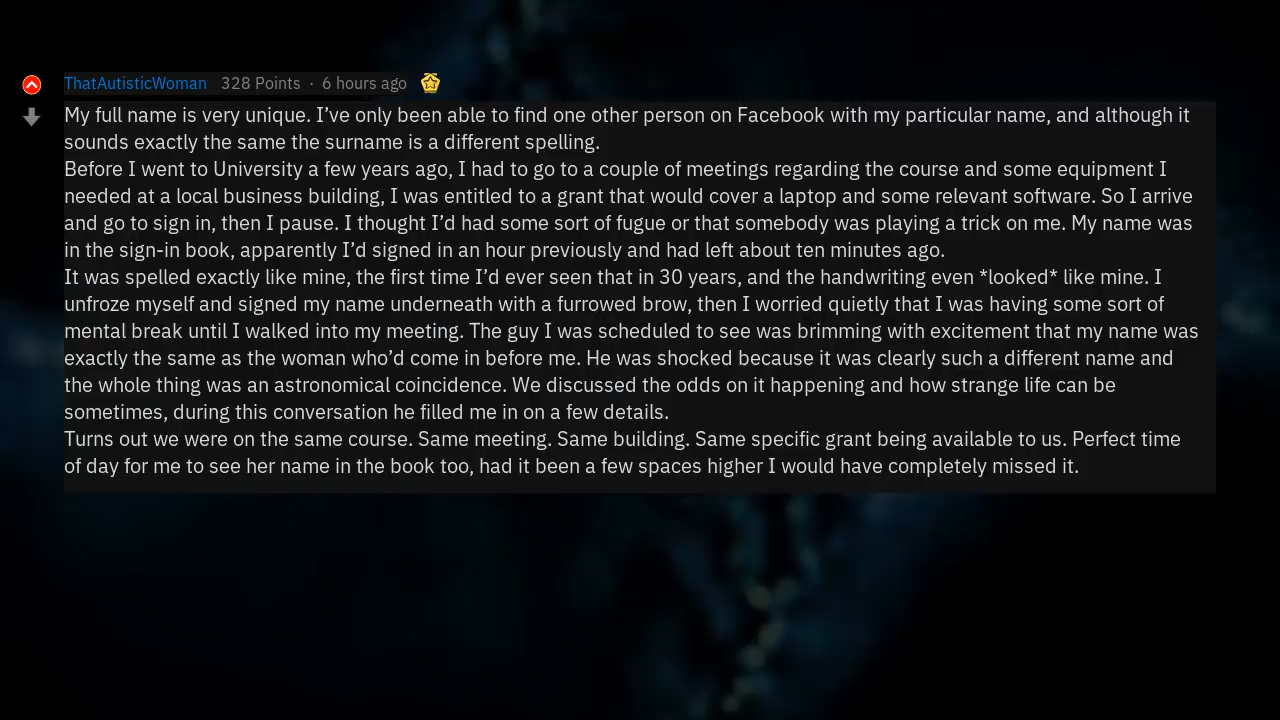 ThatAutisticWoman 328 Points · 6 hours ago
My full name is very unique. I’ve only been able to find one other person on Facebook with my particular name, and although it
sounds exactly the same the surname is a different spelling.
Before I went to University a few years ago, I had to go to a couple of meetings regarding the course and some equipment I
needed at a local business building, I was entitled to a grant that would cover a laptop and some relevant software. So I arrive
and go to sign in, then I pause. I thought I’d had some sort of fugue or that somebody was playing a trick on me. My name was
in the sign-in book, apparently I’d signed in an hour previously and had left about ten minutes ago.
It was spelled exactly like mine, the first time I’d ever seen that in 30 years, and the handwriting even *looked* like mine. I
unfroze myself and signed my name underneath with a furrowed brow, then I worried quietly that I was having some sort of
mental break until I walked into my meeting. The guy I was scheduled to see was brimming with excitement that my name was
exactly the same as the woman who’d come in before me. He was shocked because it was clearly such a different name and
the whole thing was an astronomical coincidence. We discussed the odds on it happening and how strange life can be
sometimes, during this conversation he filled me in on a few details.
Turns out we were on the same course. Same meeting. Same building. Same specific grant being available to us. Perfect time
of day for me to see her name in the book too, had it been a few spaces higher I would have completely missed it.